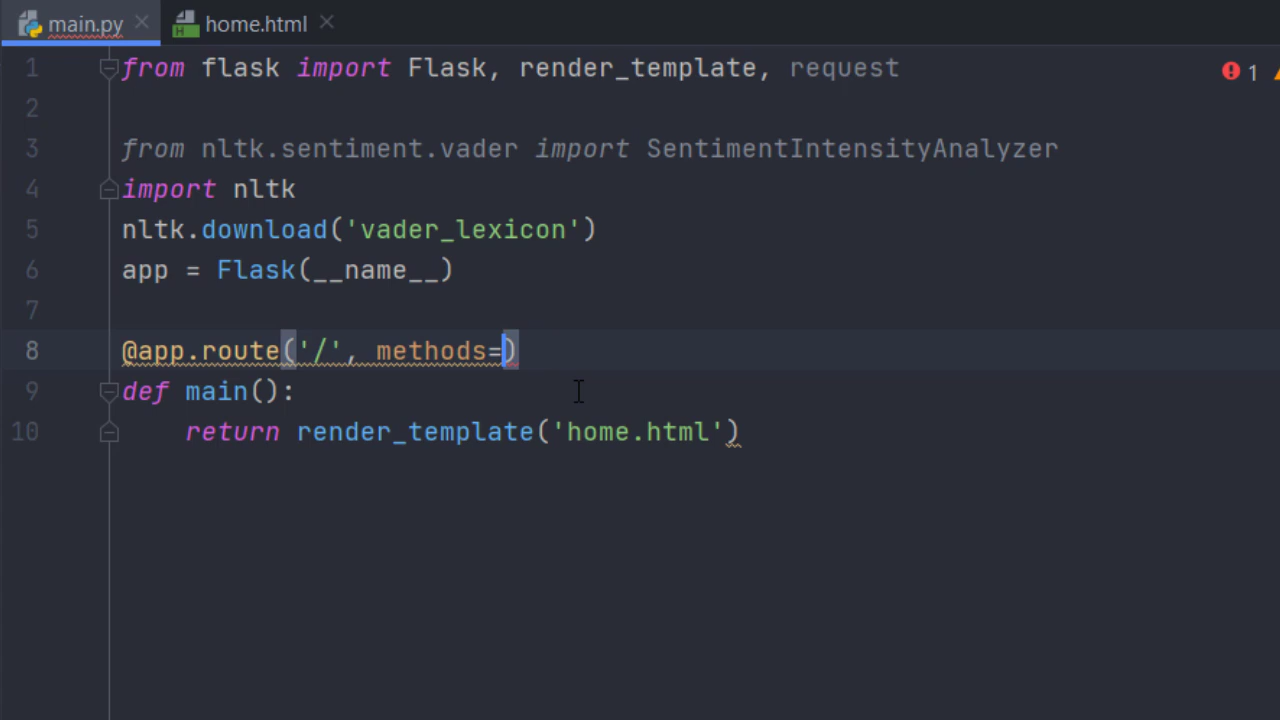 main.py home.html
1 from flask import Flask, render_template, request 1
2
3 from nltk.sentiment.vader import SentimentIntensityAnalyzer
4 import nltk
5 nltk.download('vader_lexicon')
6 app = Flask(__name__)
7
8 @app.route('/', methods=)
9 def main():
10 return render_template('home.html')